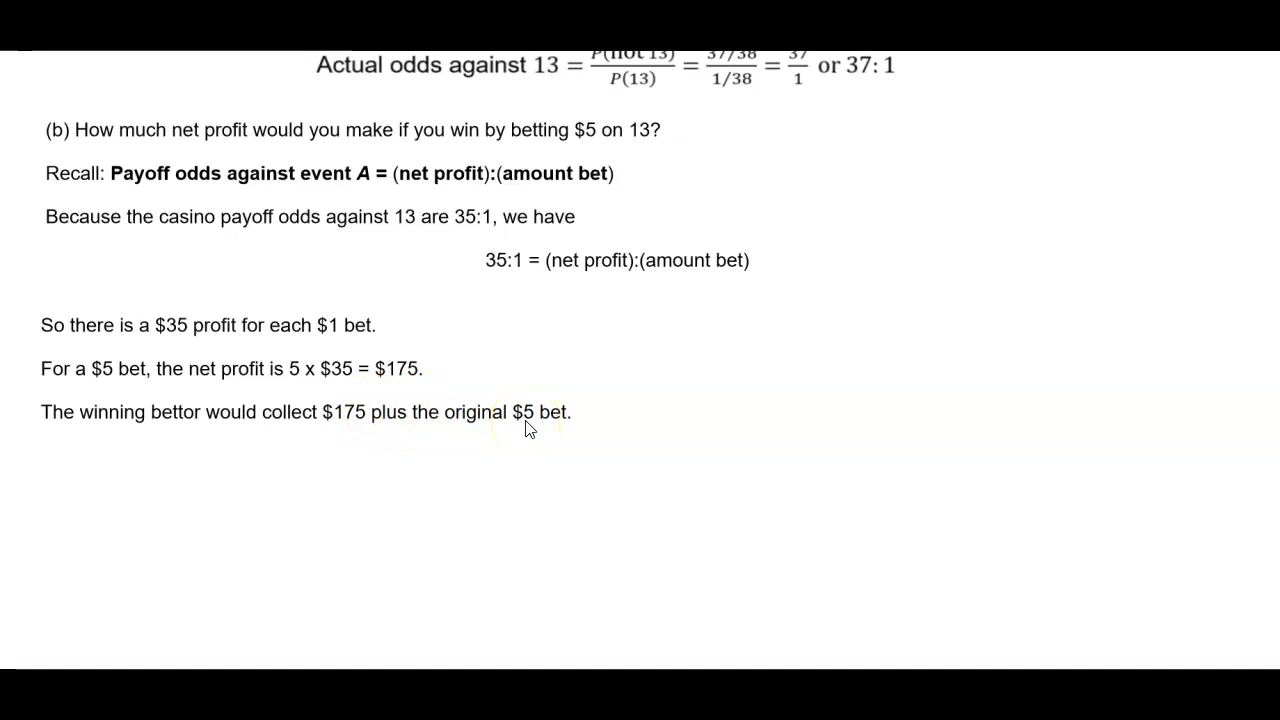 Actual odds against 13 = P(not 13)/P(13) = 37/38/1/38 = 37/1 or 37: 1
(b) How much net profit would you make if you win by betting $5 on 13?
Recall: Payoff odds against event A = (net profit):(amount bet)
Because the casino payoff odds against 13 are 35:1, we have
35:1 = (net profit):(amount bet)
So there is a $35 profit for each $1 bet.
For a $5 bet, the net profit is 5 x $35 = $175.
The winning bettor would collect $175 plus the original $5 bet.